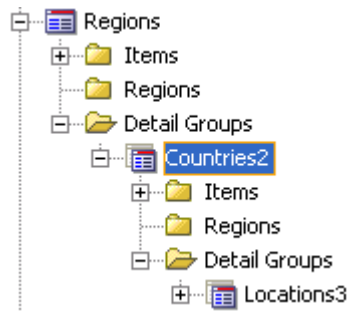 Regions
Items
Regions
Detail Groups
Countries2
Items
Regions
Detail Groups
Locations3